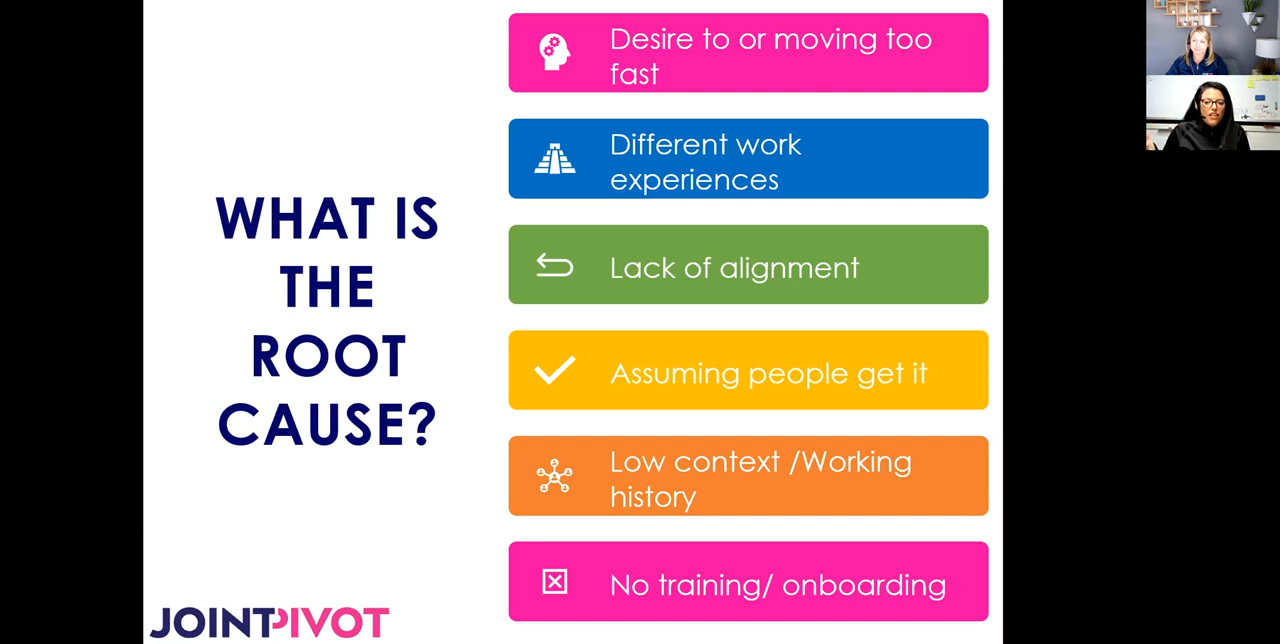 WHAT IS
THE
ROOT
CAUSE?
Desire to or moving too
fast
Different work
experiences
Lack of alignment
Assuming people get it
Low context /Working
history
No training/ onboarding
JOINTPIVOT